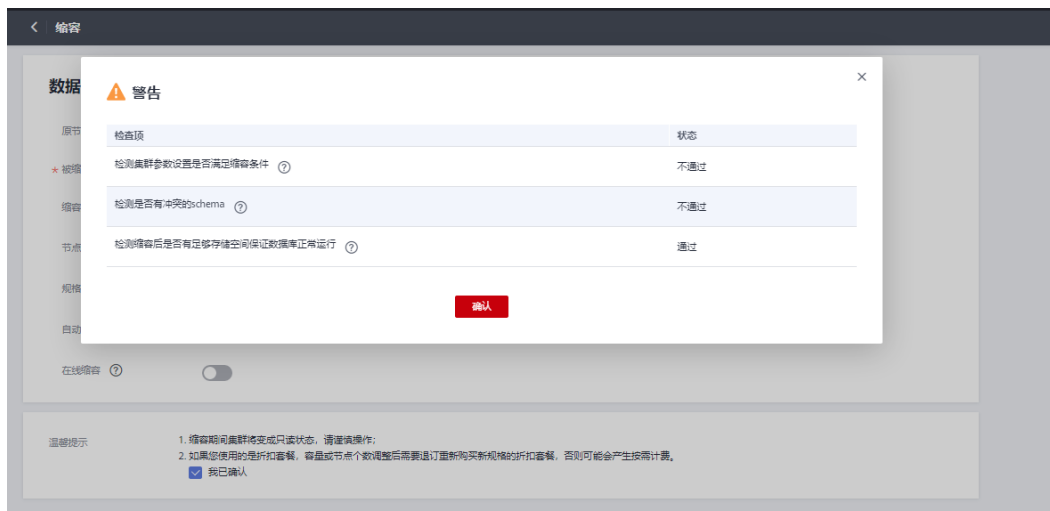 缩容
数据
警告
原节
检查项
状态
* 被缩
检测集群参数设置是否满足缩容条件
不通过
缩容
检测是否有冲突的schema
不通过
节点
检测缩容后是否有足够存储空间保证数据库正常运行
通过
规格
确认
自动
在线缩容
温馨提示
1. 缩容期间集群将变成只读状态，请谨慎操作;
2. 如果您使用的是折扣套餐，容量或节点个数调整后需要退订重新购买新规格的折扣套餐，否则可能会产生按需计费。
我已确认